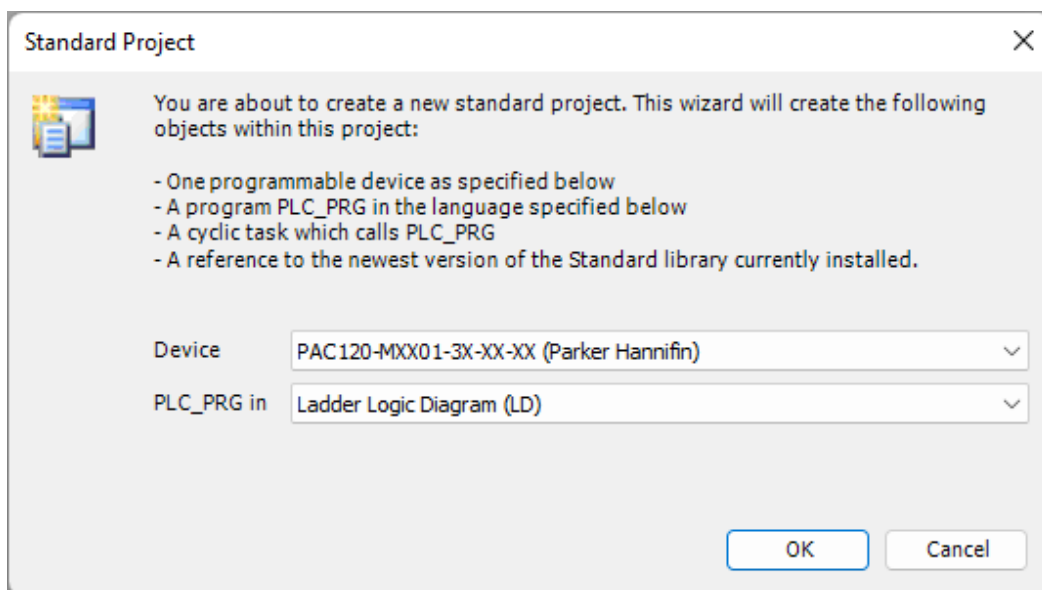 Standard Project
You are about to create a new standard project. This wizard will create the following
objects within this project:
- One programmable device as specified below
- A program PLC_PRG in the language specified below
- A cyclic task which calls PLC_PRG
- A reference to the newest version of the Standard library currently installed.
Device
PAC120-MXX01-3X-XX-XX (Parker Hannifin)
PLC_PRG in
Ladder Logic Diagram (LD)
OK
Cancel